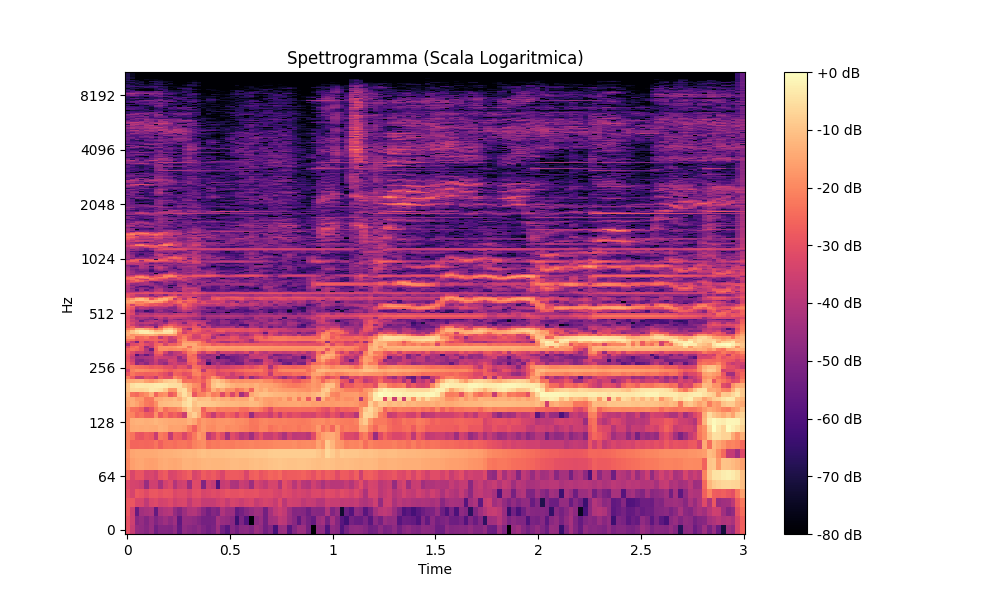 Spettrogramma (Scala Logaritmica)
Hz
8192
4096
2048
1024
512
256
128
64
0
0
0.5
1
1.5
2
2.5
3
Time
+0 dB
-10 dB
-20 dB
-30 dB
-40 dB
-50 dB
-60 dB
-70 dB
-80 dB